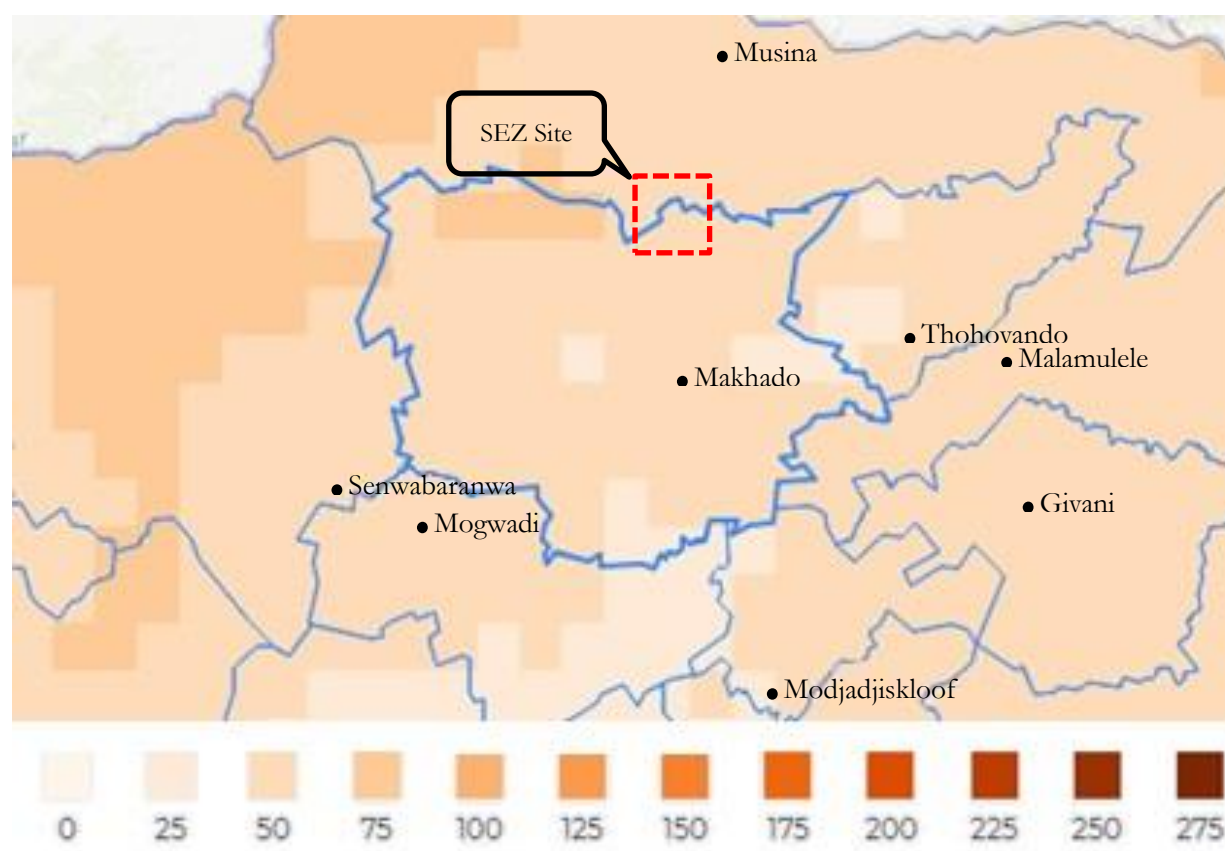 Musina
SEZ Site
Thohovando
Malamulele
Makhado
Senwabaranwa
Givani
Mogwadi
Modjadjiskloof
0 25 50 75 100 125 150 175 200 225 250 275